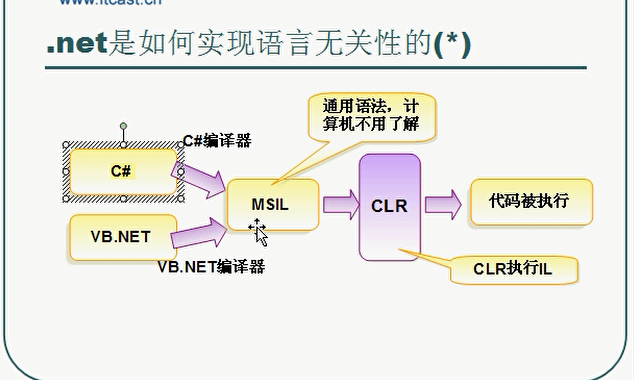 www.itcast.cn
.net是如何实现语言无关性的(*)
通用语法，计
算机不用了解
C#编译器
C#
MSIL
CLR
代码被执行
VB.NET
VB.NET编译器
CLR执行IL